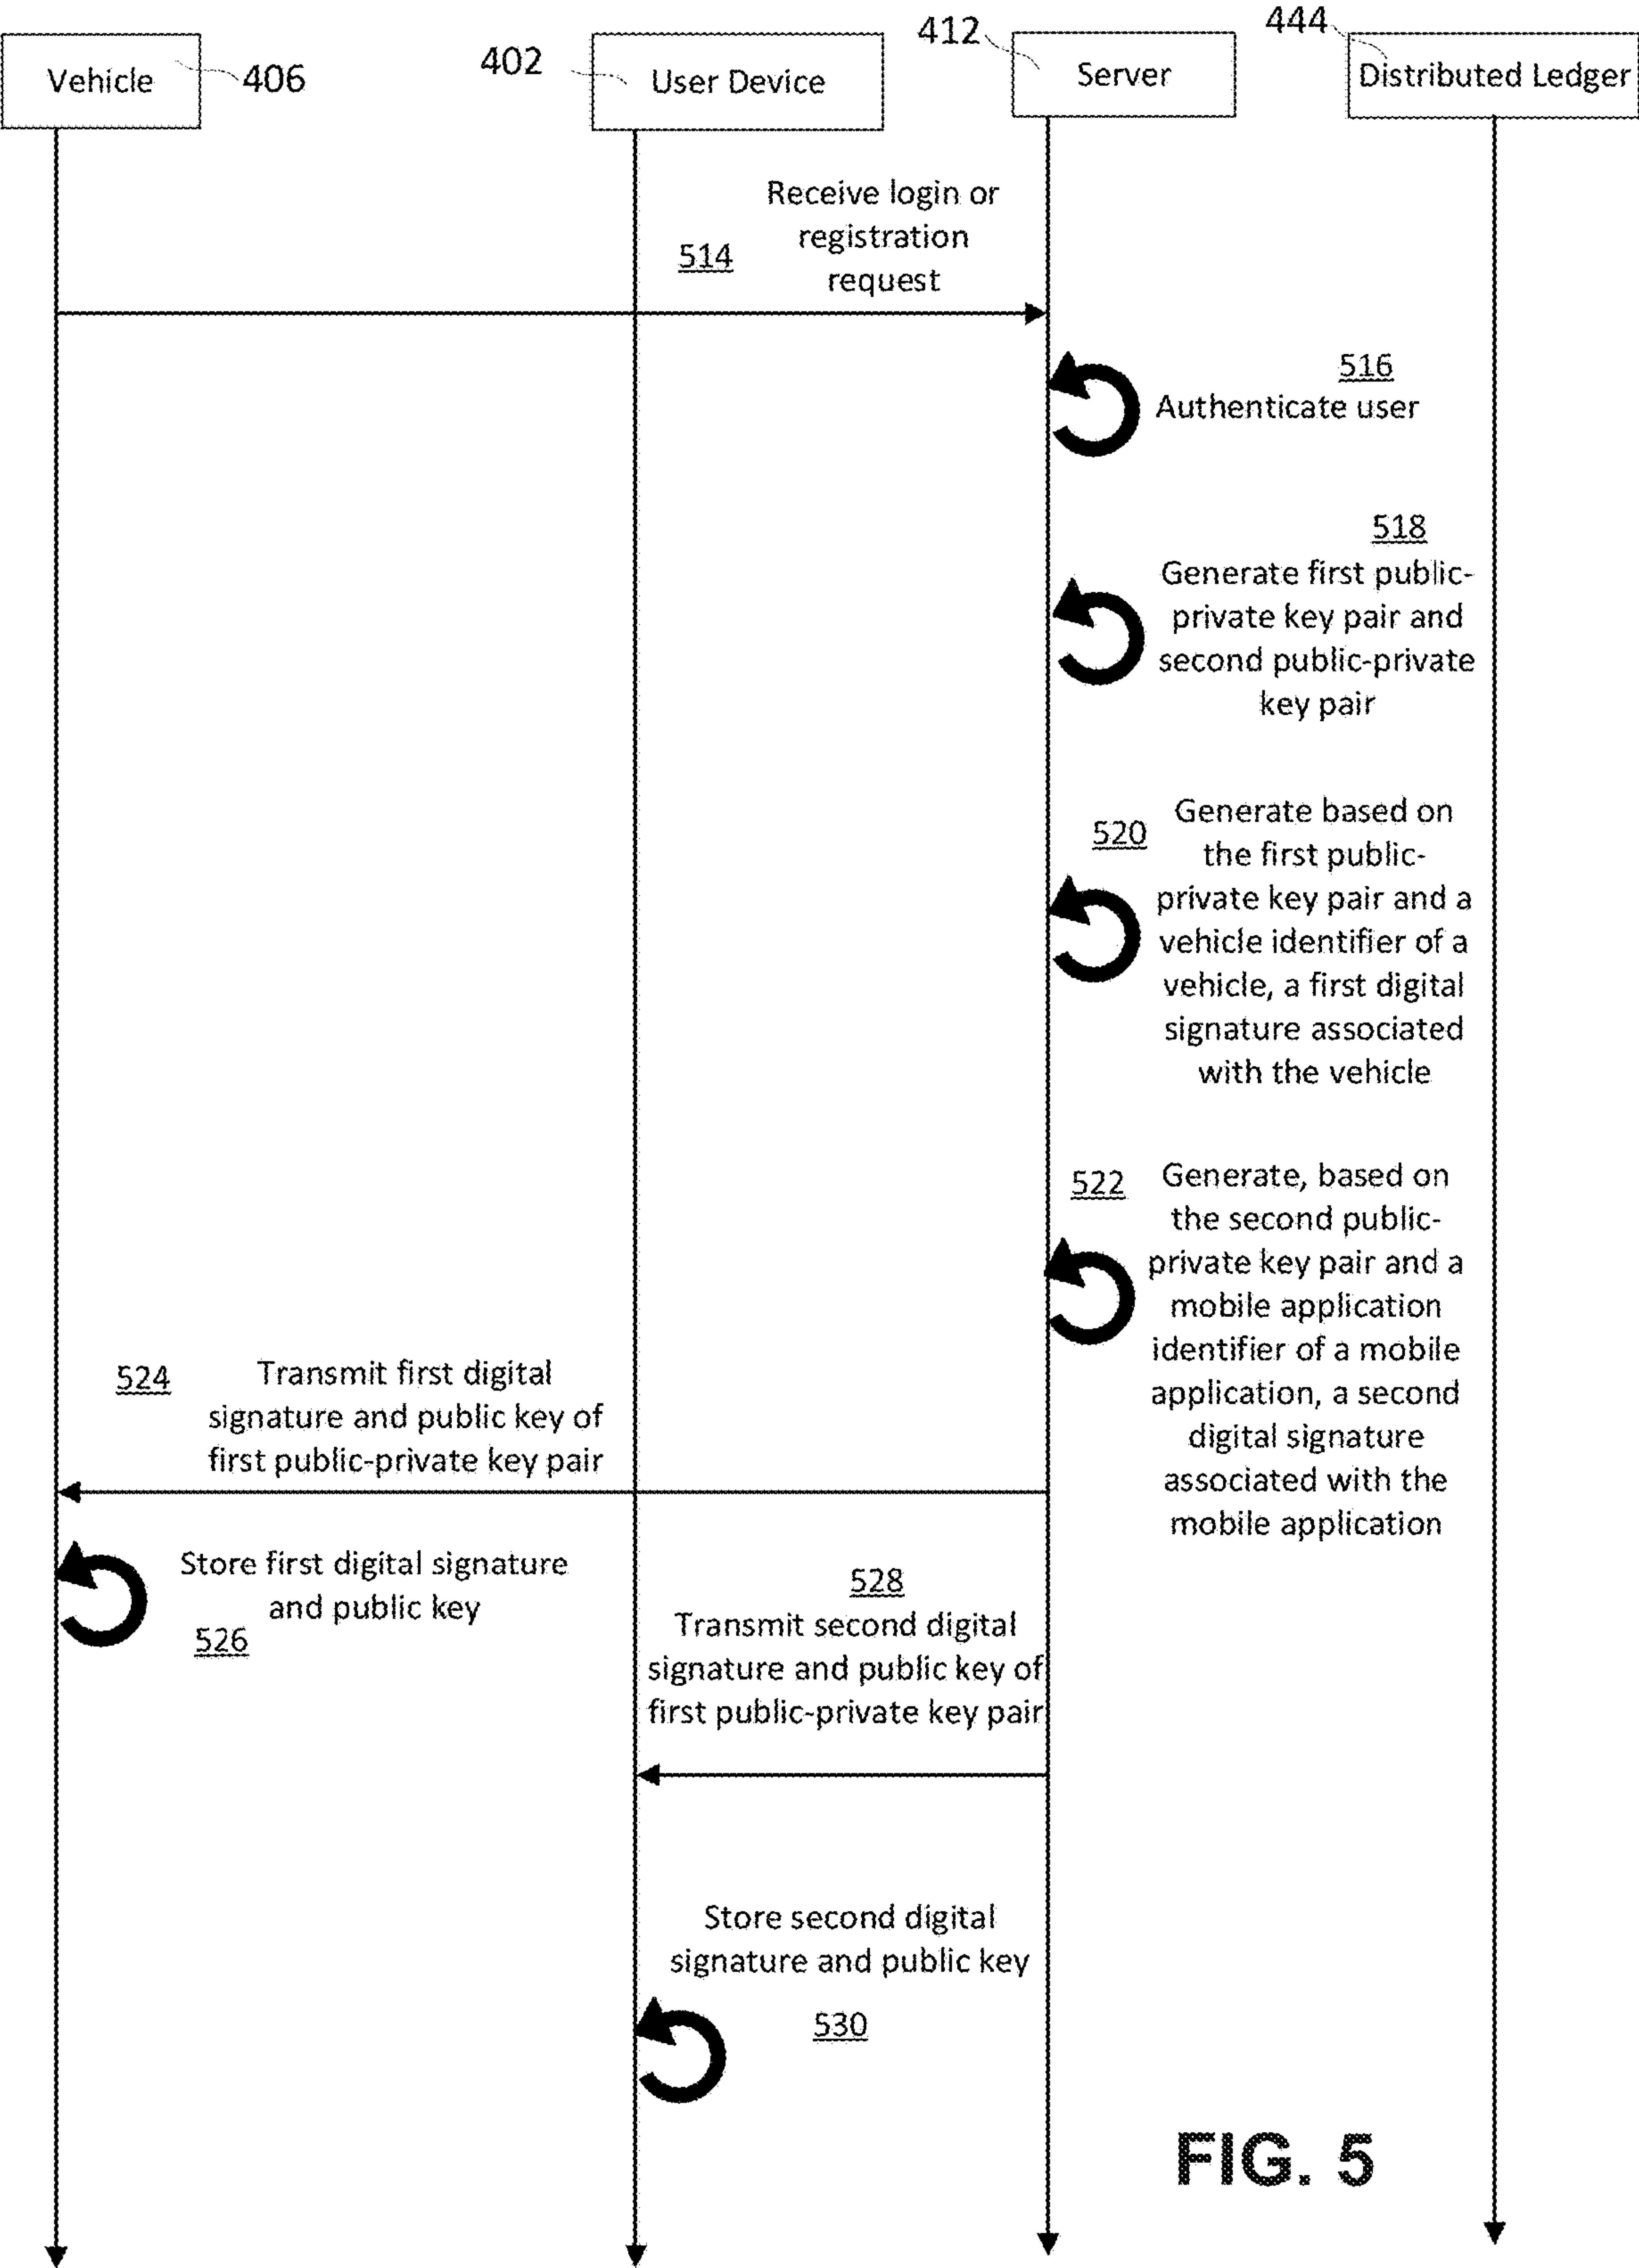 444
412
402
406
Vehicle
User Device
Server
Distributed Ledger
Receive login or
registration
request
514
516
Authenticate user
518
Generate first public-
private key pair and
second public-private
key pair
520
Generate based on
the first public-
private key pair and a
vehicle identifier of a
vehicle, a first digital
signature associated
with the vehicle
522
Generate, based on
the second public-
private key pair and a
mobile application
identifier of a mobile
application, a second
digital signature
associated with the
mobile application
524
Transmit first digital
signature and public key of
first public-private key pair
Store first digital signature
and public key
526
528
Transmit second digital
signature and public key of
first public-private key pair
Store second digital
signature and public key
530
FIG. 5